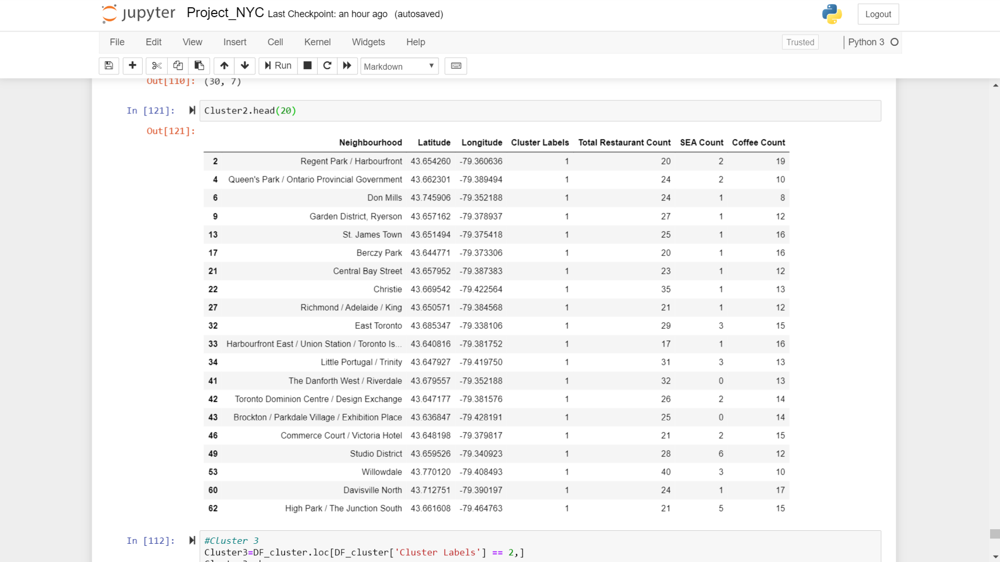 jupyter Project_NYC Last Checkpoint: an hour ago (autosaved) Logout
File Edit View Insert Cell Kernel Widgets Help Trusted Python 3
Run Markdown
Out[110]: (30, 7)
In [121]: Cluster2.head(20)
Out[121]:
Neighbourhood Latitude Longitude Cluster Labels Total Restaurant Count SEA Count Coffee Count
2 Regent Park / Harbourfront 43.654260 -79.360636 1 20 2 19
4 Queen's Park / Ontario Provincial Government 43.662301 -79.389494 1 24 2 10
6 Don Mills 43.745906 -79.352188 1 24 1 8
9 Garden District, Ryerson 43.657162 -79.378937 1 27 1 12
13 St. James Town 43.651494 -79.375418 1 25 1 16
17 Berczy Park 43.644771 -79.373306 1 20 1 16
21 Central Bay Street 43.657952 -79.387383 1 23 1 12
22 Christie 43.669542 -79.422564 1 35 1 13
27 Richmond / Adelaide / King 43.650571 -79.384568 1 21 1 12
32 East Toronto 43.685347 -79.338106 1 29 3 15
33 Harbourfront East / Union Station / Toronto Is... 43.640816 -79.381752 1 17 1 16
34 Little Portugal / Trinity 43.647927 -79.419750 1 31 3 13
41 The Danforth West / Riverdale 43.679557 -79.352188 1 32 0 13
42 Toronto Dominion Centre / Design Exchange 43.647177 -79.381576 1 26 2 14
43 Brockton / Parkdale Village / Exhibition Place 43.636847 -79.428191 1 25 0 14
46 Commerce Court / Victoria Hotel 43.648198 -79.379817 1 21 2 15
49 Studio District 43.659526 -79.340923 1 28 6 12
53 Willowdale 43.770120 -79.408493 1 40 3 10
60 Davisville North 43.712751 -79.390197 1 24 1 17
62 High Park / The Junction South 43.661608 -79.464763 1 21 5 15
In [112]: #Cluster 3
Cluster3=DF_cluster.loc[DF_cluster['Cluster Labels'] == 2,]